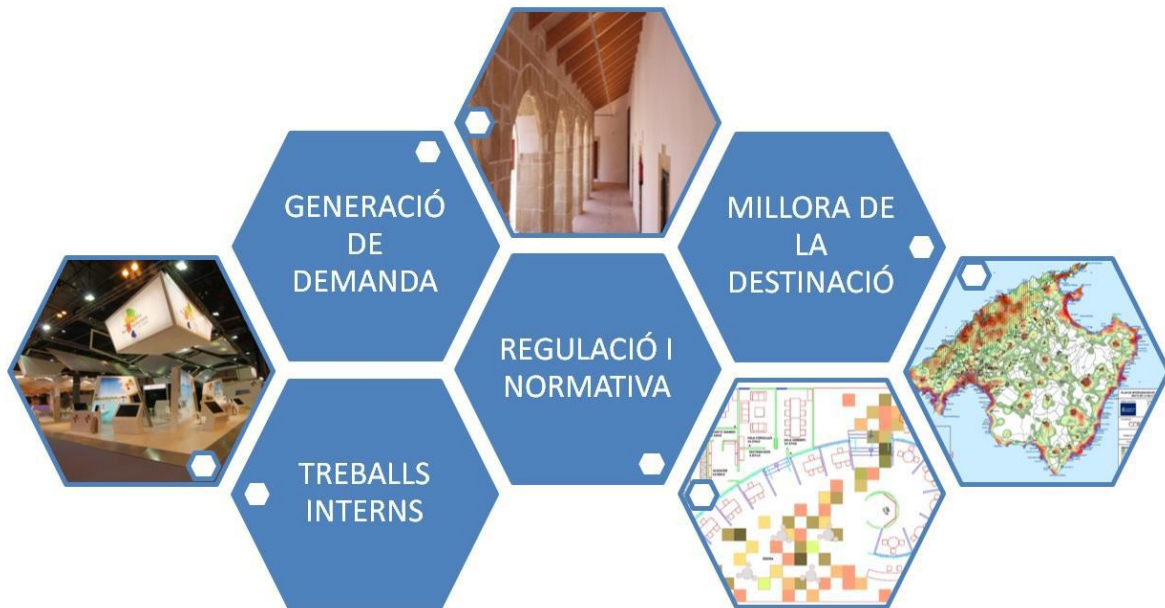 GENERACIÓ
DE
DEMANDA
MILLORA DE
LA
DESTINACIÓ
REGULACIÓ I
NORMATIVA
TREBALLS
INTERNS